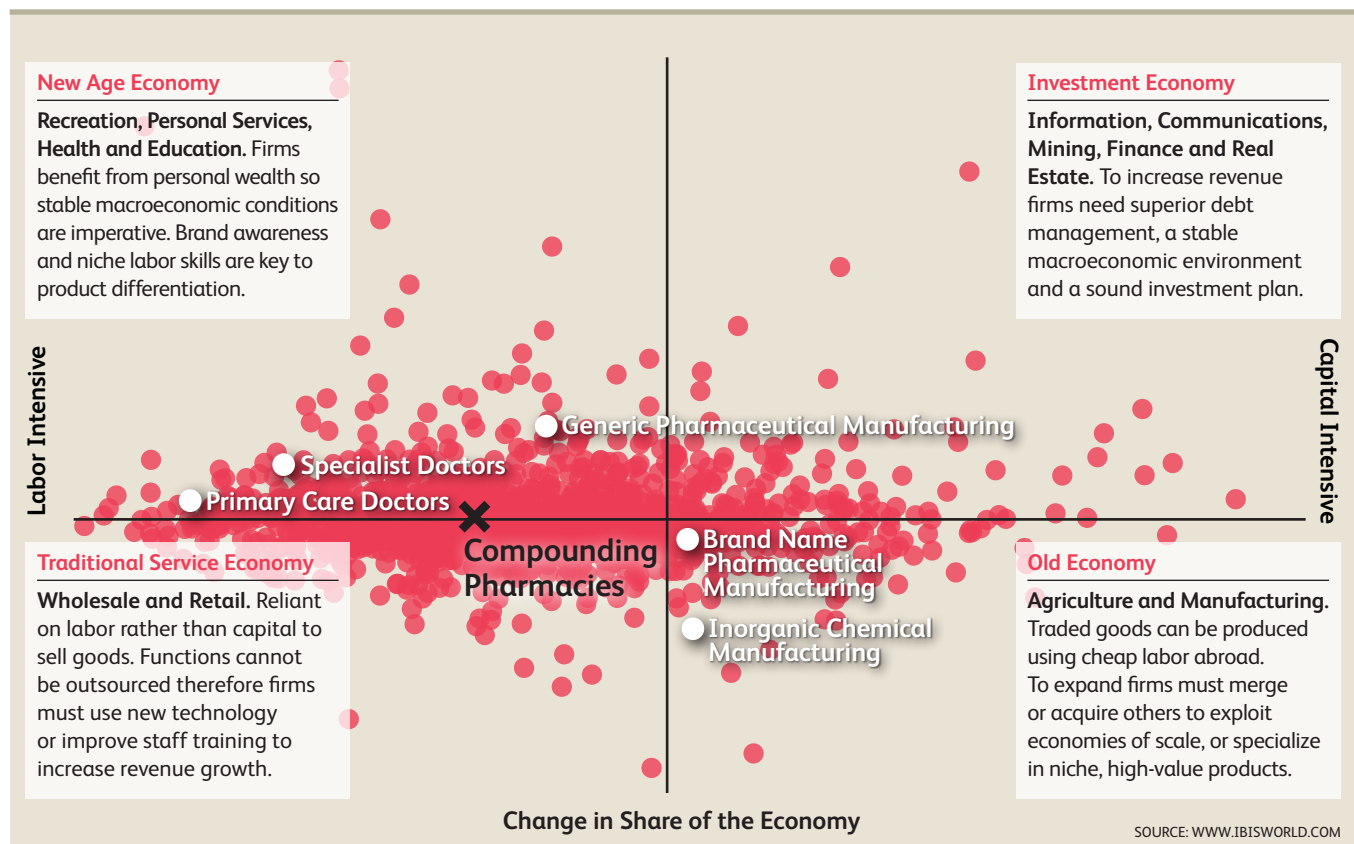 New Age Economy
Recreation, Personal Services,
Health and Education. Firms
benefit from personal wealth so
stable macroeconomic conditions
are imperative. Brand awareness
and niche labor skills are key to
product differentiation.
Investment Economy
Information, Communications,
Mining, Finance and Real
Estate. To increase revenue
firms need superior debt
management, a stable
macroeconomic environment
and a sound investment plan.
Labor Intensive
Capital Intensive
Generic Pharmaceutical Manufacturing
Specialist Doctors
Primary Care Doctors
Compounding
Pharmacies
Brand Name
Pharmaceutical
Manufacturing
Inorganic Chemical
Manufacturing
Traditional Service Economy
Wholesale and Retail. Reliant
on labor rather than capital to
sell goods. Functions cannot
be outsourced therefore firms
must use new technology
or improve staff training to
increase revenue growth.
Old Economy
Agriculture and Manufacturing.
Traded goods can be produced
using cheap labor abroad.
To expand firms must merge
or acquire others to exploit
economies of scale, or specialize
in niche, high-value products.
Change in Share of the Economy
SOURCE: WWW.IBISWORLD.COM